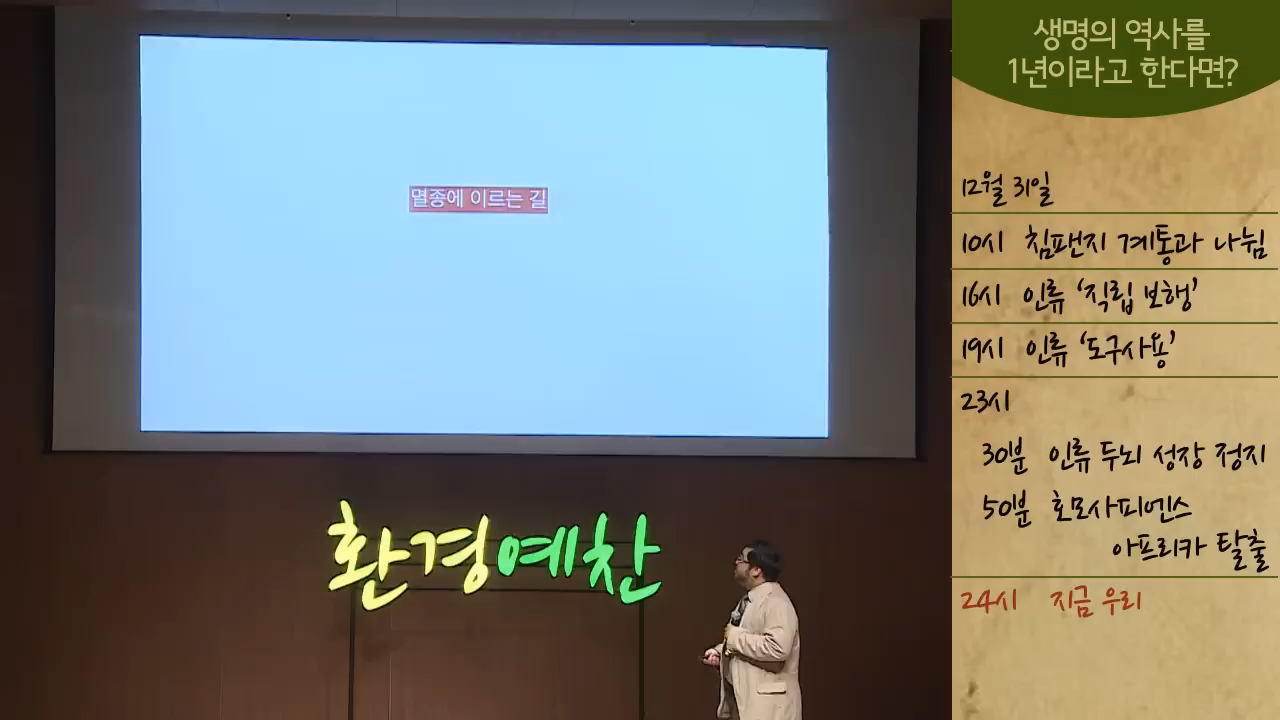 멸종에 이르는 길
환경예찬
생명의 역사를
1년이라고 한다면?
12월 31일
10시 침팬지 계통과 나뉨
16시 인류 '직립 보행'
19시 인류 '도구사용'
23시
30분 인류 두뇌 성장 정지
50분 호모사피엔스
아프리카 탈출
24시 지금 우리